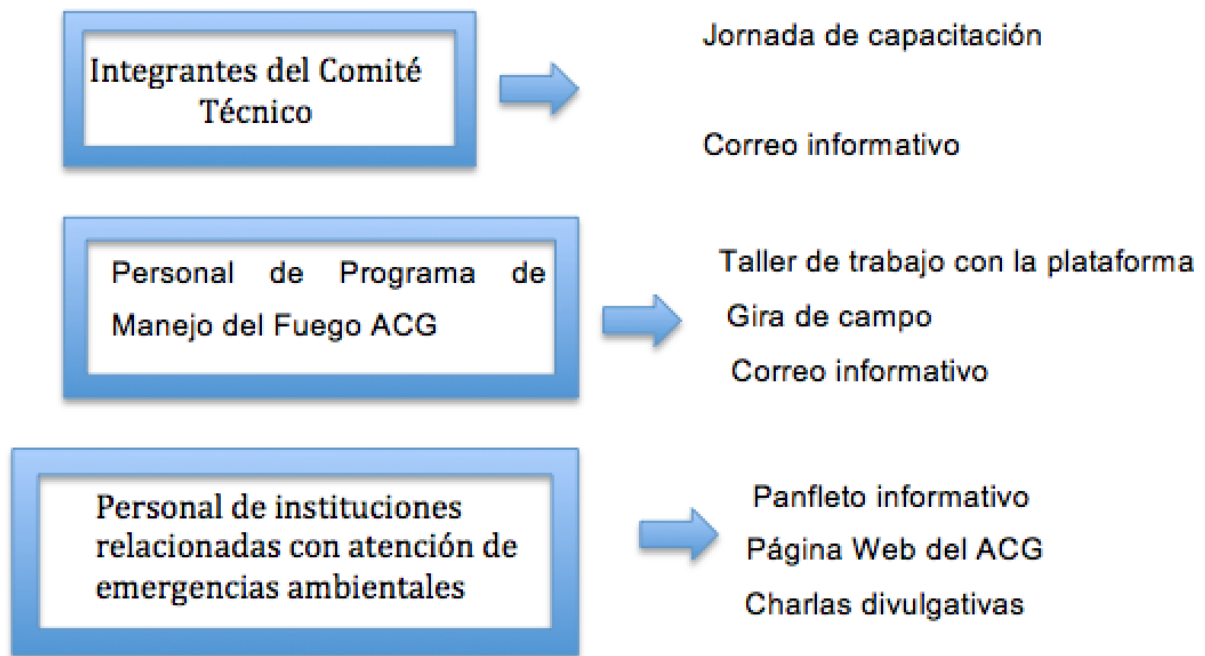 Integrantes del Comité
Técnico
Jornada de capacitación
Correo informativo
Personal de Programa de
Manejo del Fuego ACG
Taller de trabajo con la plataforma
Gira de campo
Correo informativo
Personal de instituciones
relacionadas con atención de
emergencias ambientales
Panfleto informativo
Página Web del ACG
Charlas divulgativas